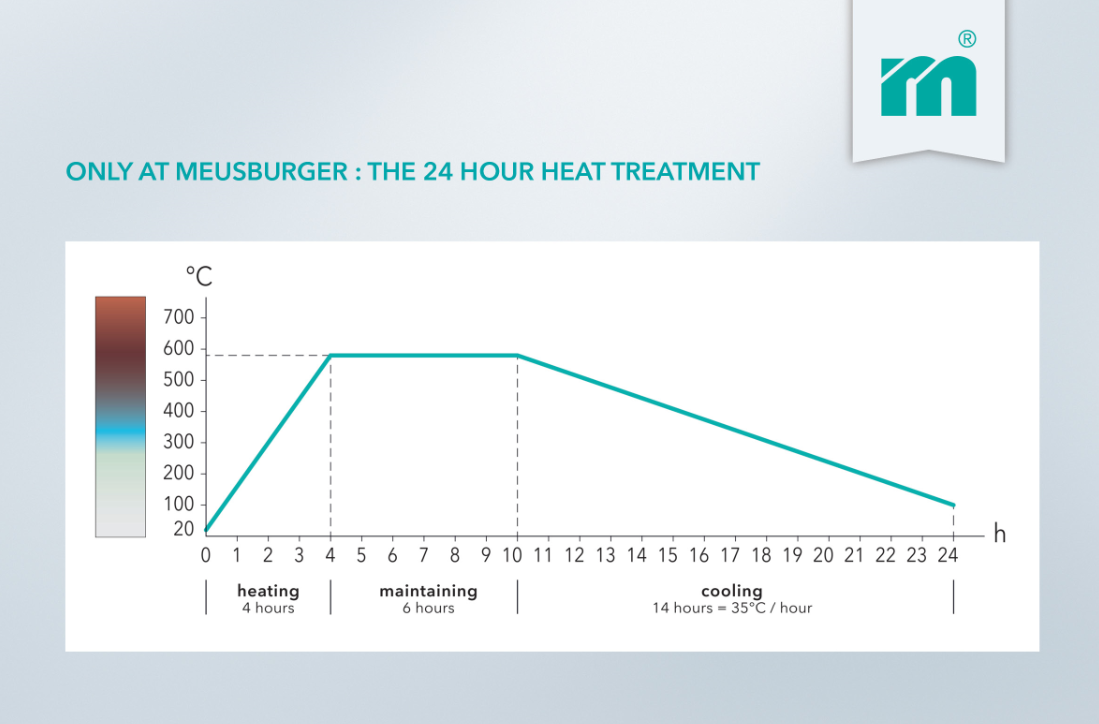 m®
ONLY AT MEUSBURGER : THE 24 HOUR HEAT TREATMENT
°C
700
600
500
400
300
200
100
20
h
0 1 2 3 4 5 6 7 8 9 10 11 12 13 14 15 16 17 18 19 20 21 22 23 24
heating maintaining cooling
4 hours 6 hours 14 hours = 35°C / hour